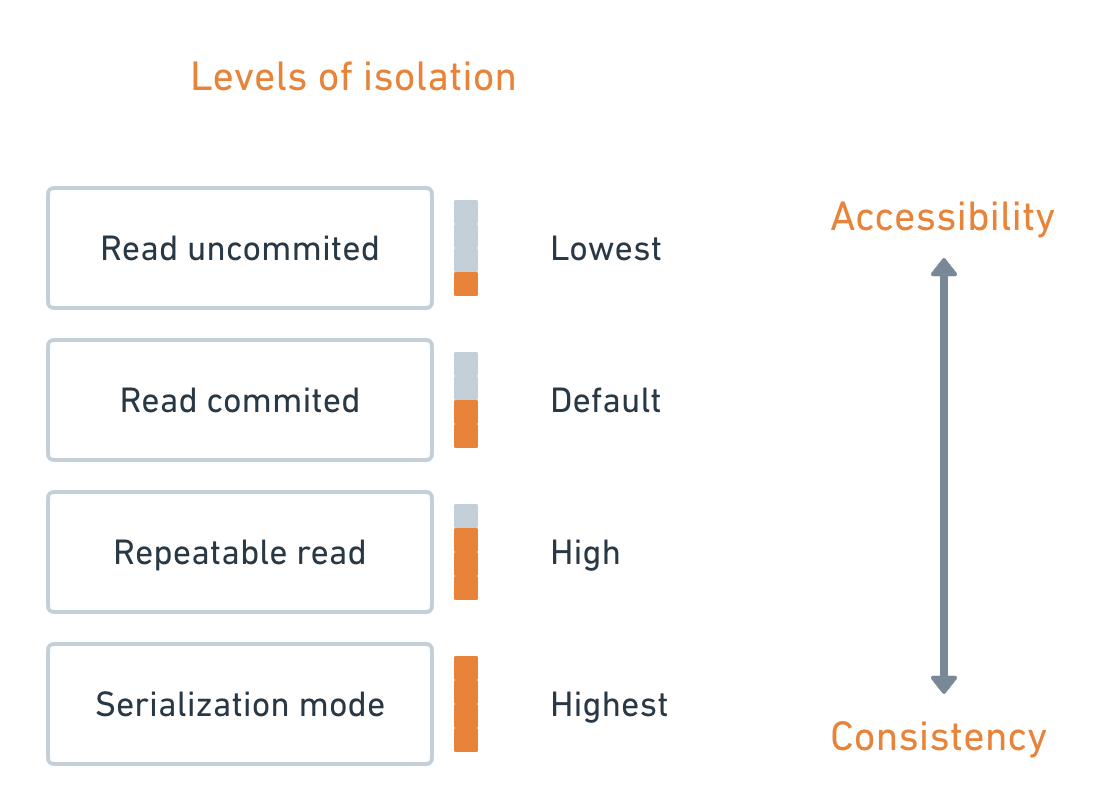 Levels of isolation
Read uncommited
Lowest
Accessibility
Read commited
Default
Repeatable read
High
Serialization mode
Highest
Consistency